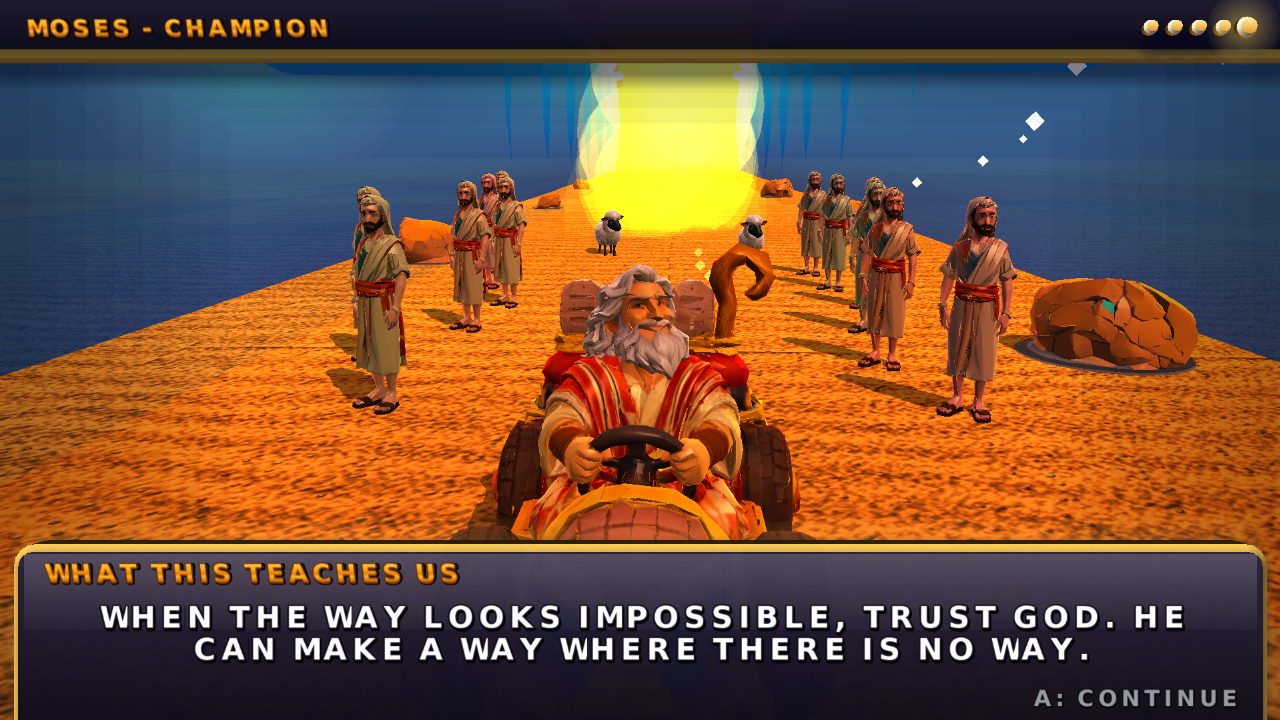 MOSES - CHAMPION
WHAT THIS TEACHES US
WHEN THE WAY LOOKS IMPOSSIBLE, TRUST GOD. HE
CAN MAKE A WAY WHERE THERE IS NO WAY.
A: CONTINUE